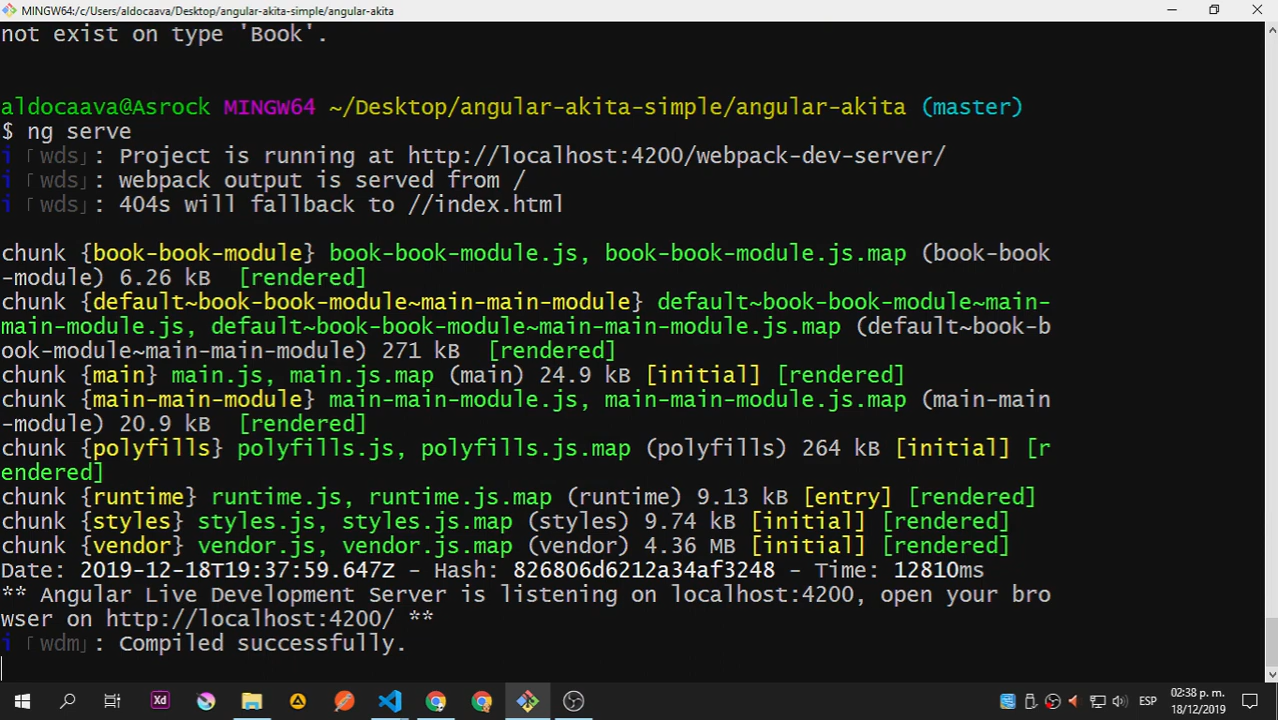 MINGW64:/c/Users/aldocaava/Desktop/angular-akita-simple/angular-akita
not exist on type 'Book'.
aldocaava@Asrock MINGW64 ~/Desktop/angular-akita-simple/angular-akita (master)
$ ng serve
i ｢wds｣: Project is running at http://localhost:4200/webpack-dev-server/
i ｢wds｣: webpack output is served from /
i ｢wds｣: 404s will fallback to //index.html
chunk {book-book-module} book-book-module.js, book-book-module.js.map (book-book
-module) 6.26 kB [rendered]
chunk {default~book-book-module~main-main-module} default~book-book-module~main-
main-module.js, default~book-book-module~main-main-module.js.map (default~book-b
ook-module~main-main-module) 271 kB [rendered]
chunk {main} main.js, main.js.map (main) 24.9 kB [initial] [rendered]
chunk {main-main-module} main-main-module.js, main-main-module.js.map (main-main
-module) 20.9 kB [rendered]
chunk {polyfills} polyfills.js, polyfills.js.map (polyfills) 264 kB [initial] [r
endered]
chunk {runtime} runtime.js, runtime.js.map (runtime) 9.13 kB [entry] [rendered]
chunk {styles} styles.js, styles.js.map (styles) 9.74 kB [initial] [rendered]
chunk {vendor} vendor.js, vendor.js.map (vendor) 4.36 MB [initial] [rendered]
Date: 2019-12-18T19:37:59.647Z - Hash: 826806d6212a34af3248 - Time: 12810ms
** Angular Live Development Server is listening on localhost:4200, open your bro
wser on http://localhost:4200/ **
i ｢wdm｣: Compiled successfully.
Xd
ESP
02:38 p. m.
18/12/2019